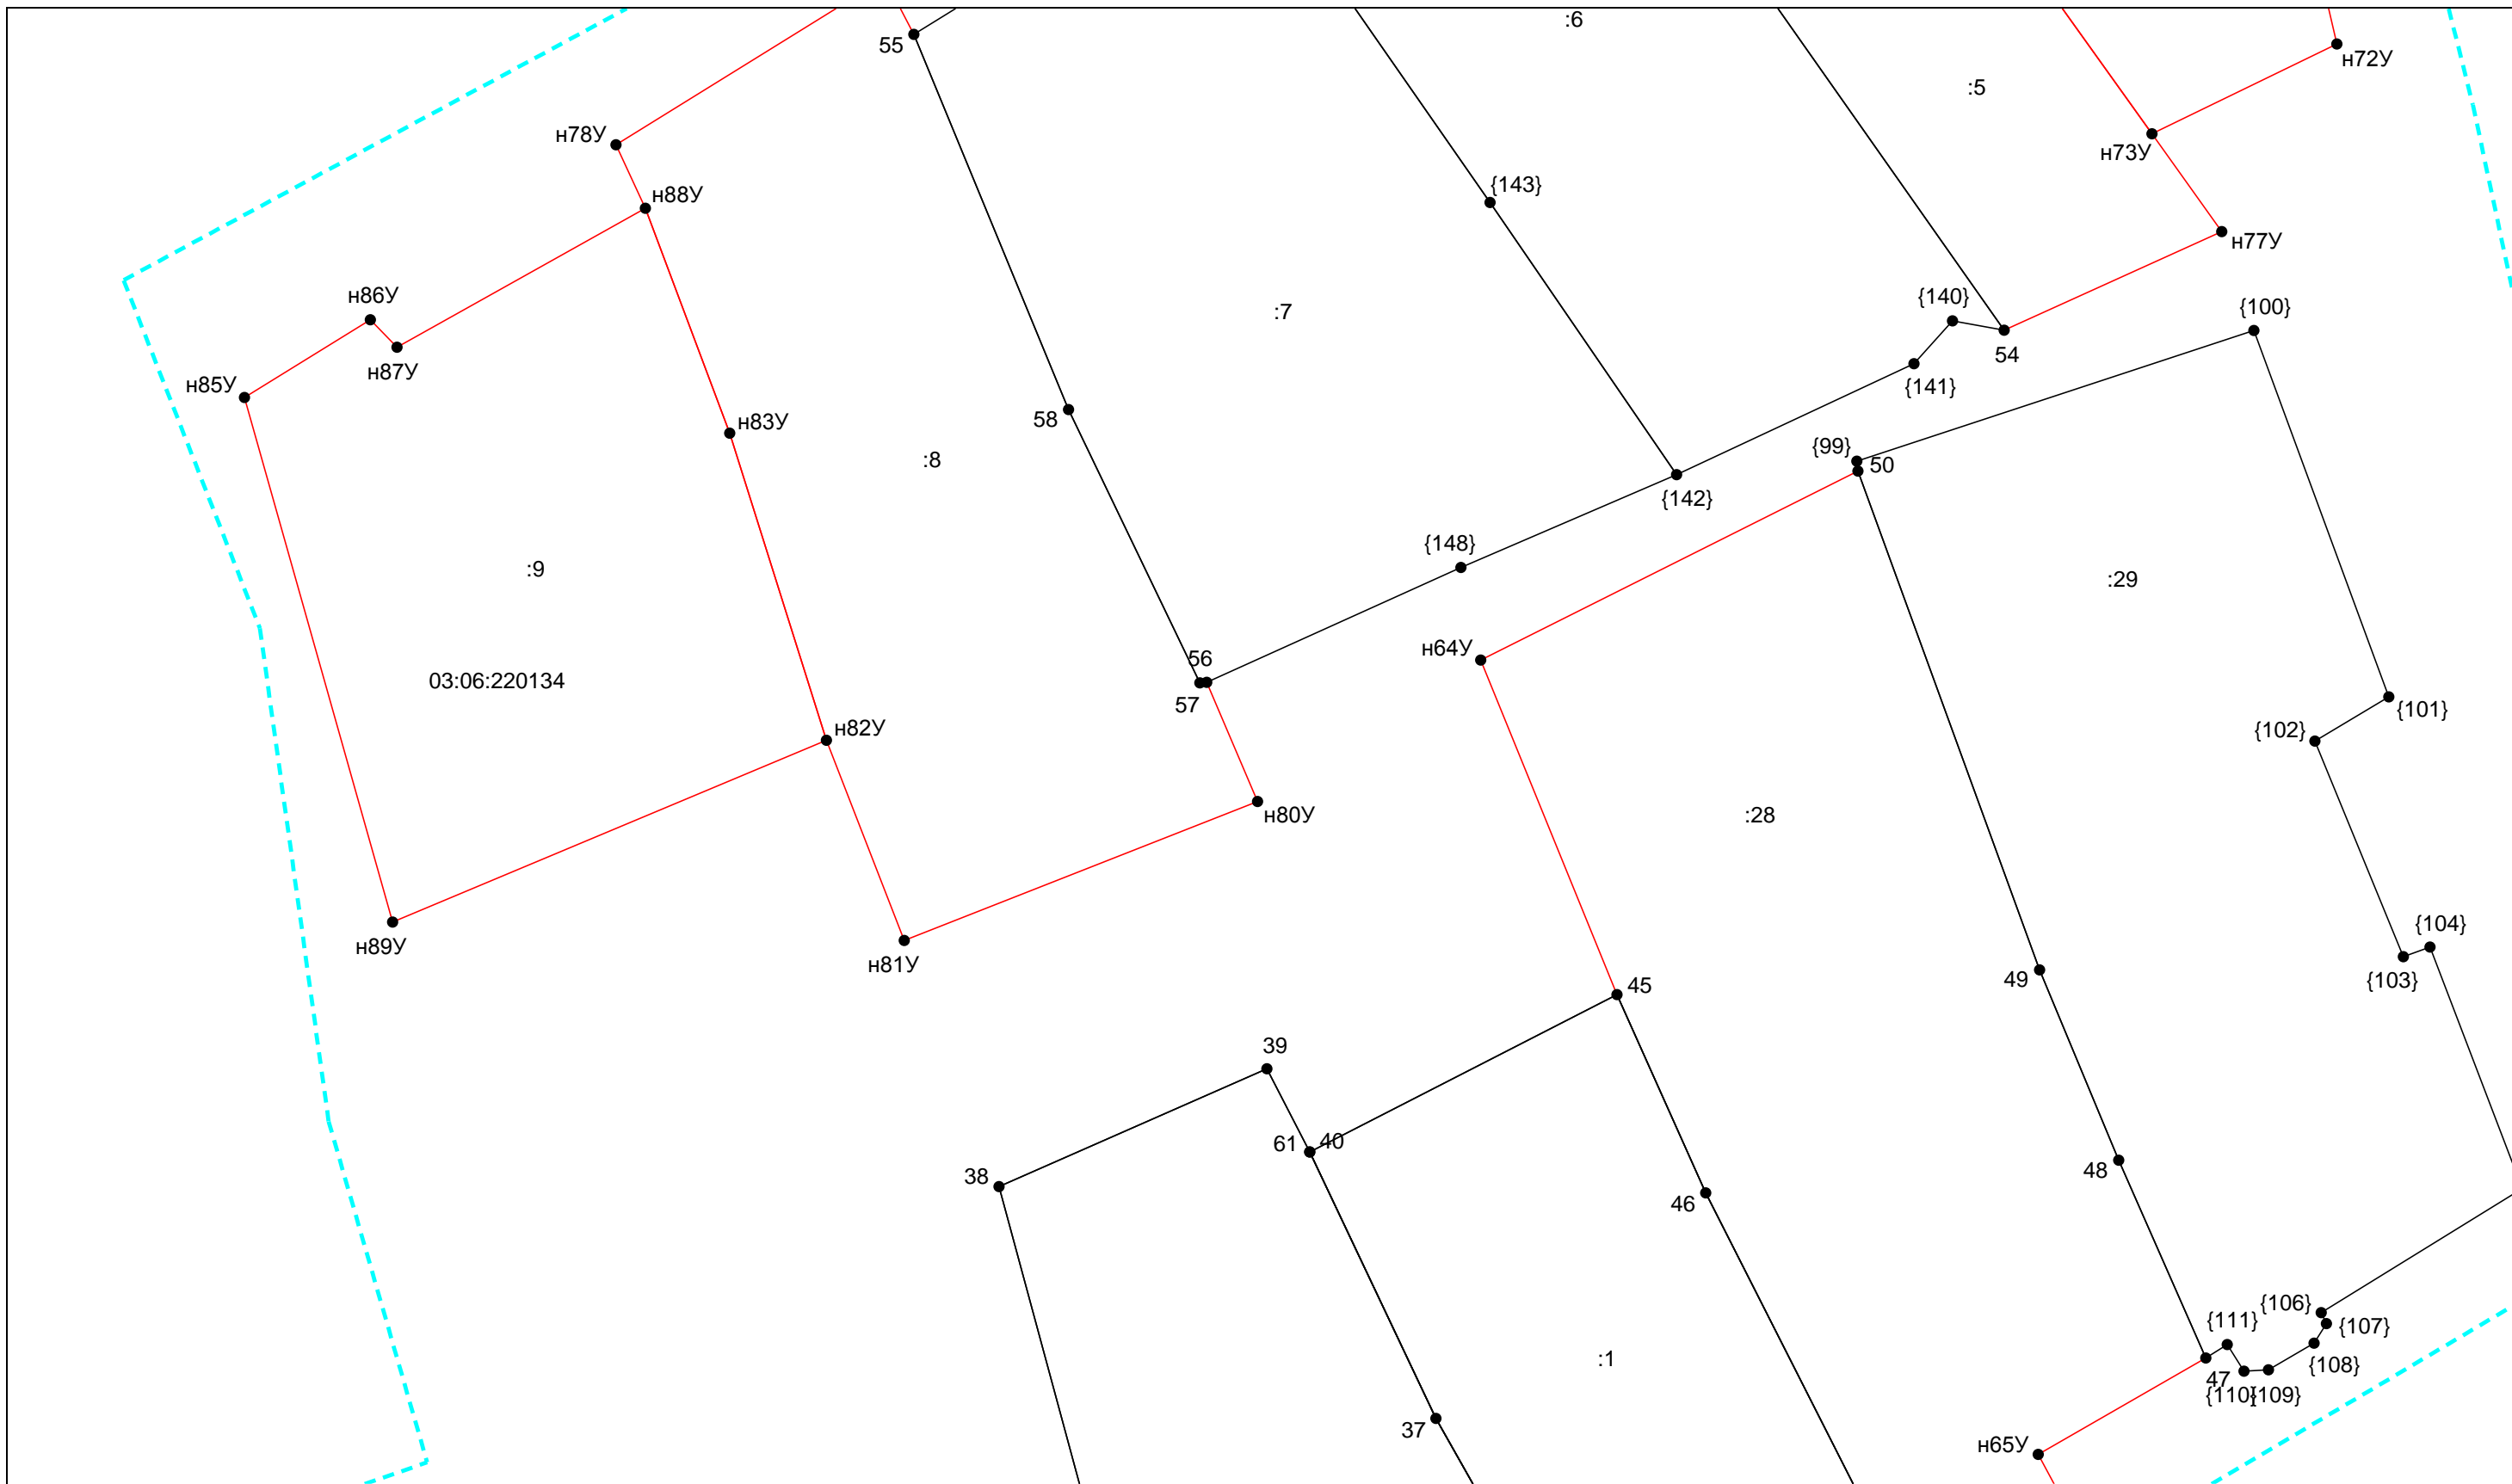 :6
55
н72У
:5
н78У
н73У
{143}
н88У
н77У
н86У
{140}
{100}
:7
н87У
54
н85У
{141}
58
н83У
{99}
50
:8
{142}
{148}
:9
:29
н64У
56
03:06:220134
57
{101}
н82У
{102}
н80У
:28
н89У
{104}
н81У
49
{103}
45
39
61
40
38
48
46
{106}
{111}
{107}
:1
{108}
47
{110}
{109}
37
н65У